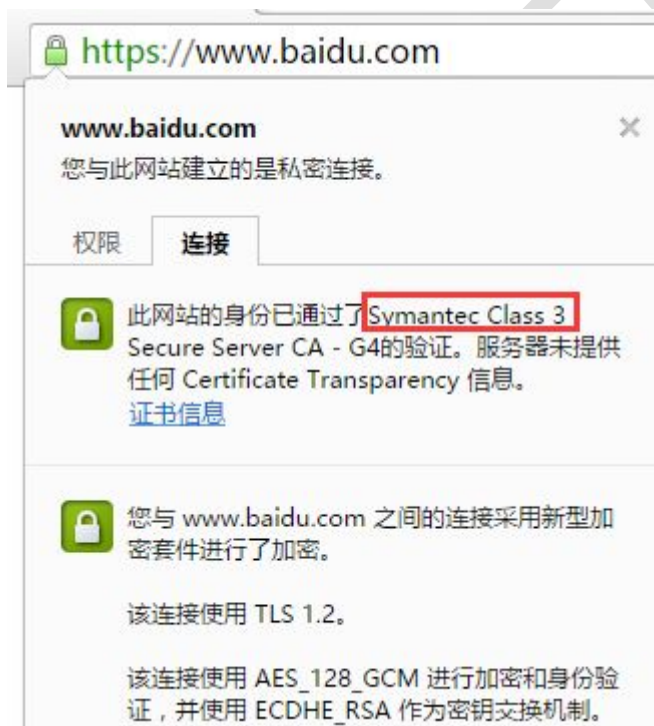 https://www.baidu.com
www.baidu.com
您与此网站建立的是私密连接。
权限 连接
此网站的身份已通过了Symantec Class 3
Secure Server CA - G4的验证。服务器未提供
任何 Certificate Transparency 信息。
证书信息
您与 www.baidu.com 之间的连接采用新型加
密套件进行了加密。
该连接使用 TLS 1.2。
该连接使用 AES_128_GCM 进行加密和身份验
证，并使用 ECDHE_RSA 作为密钥交换机制。